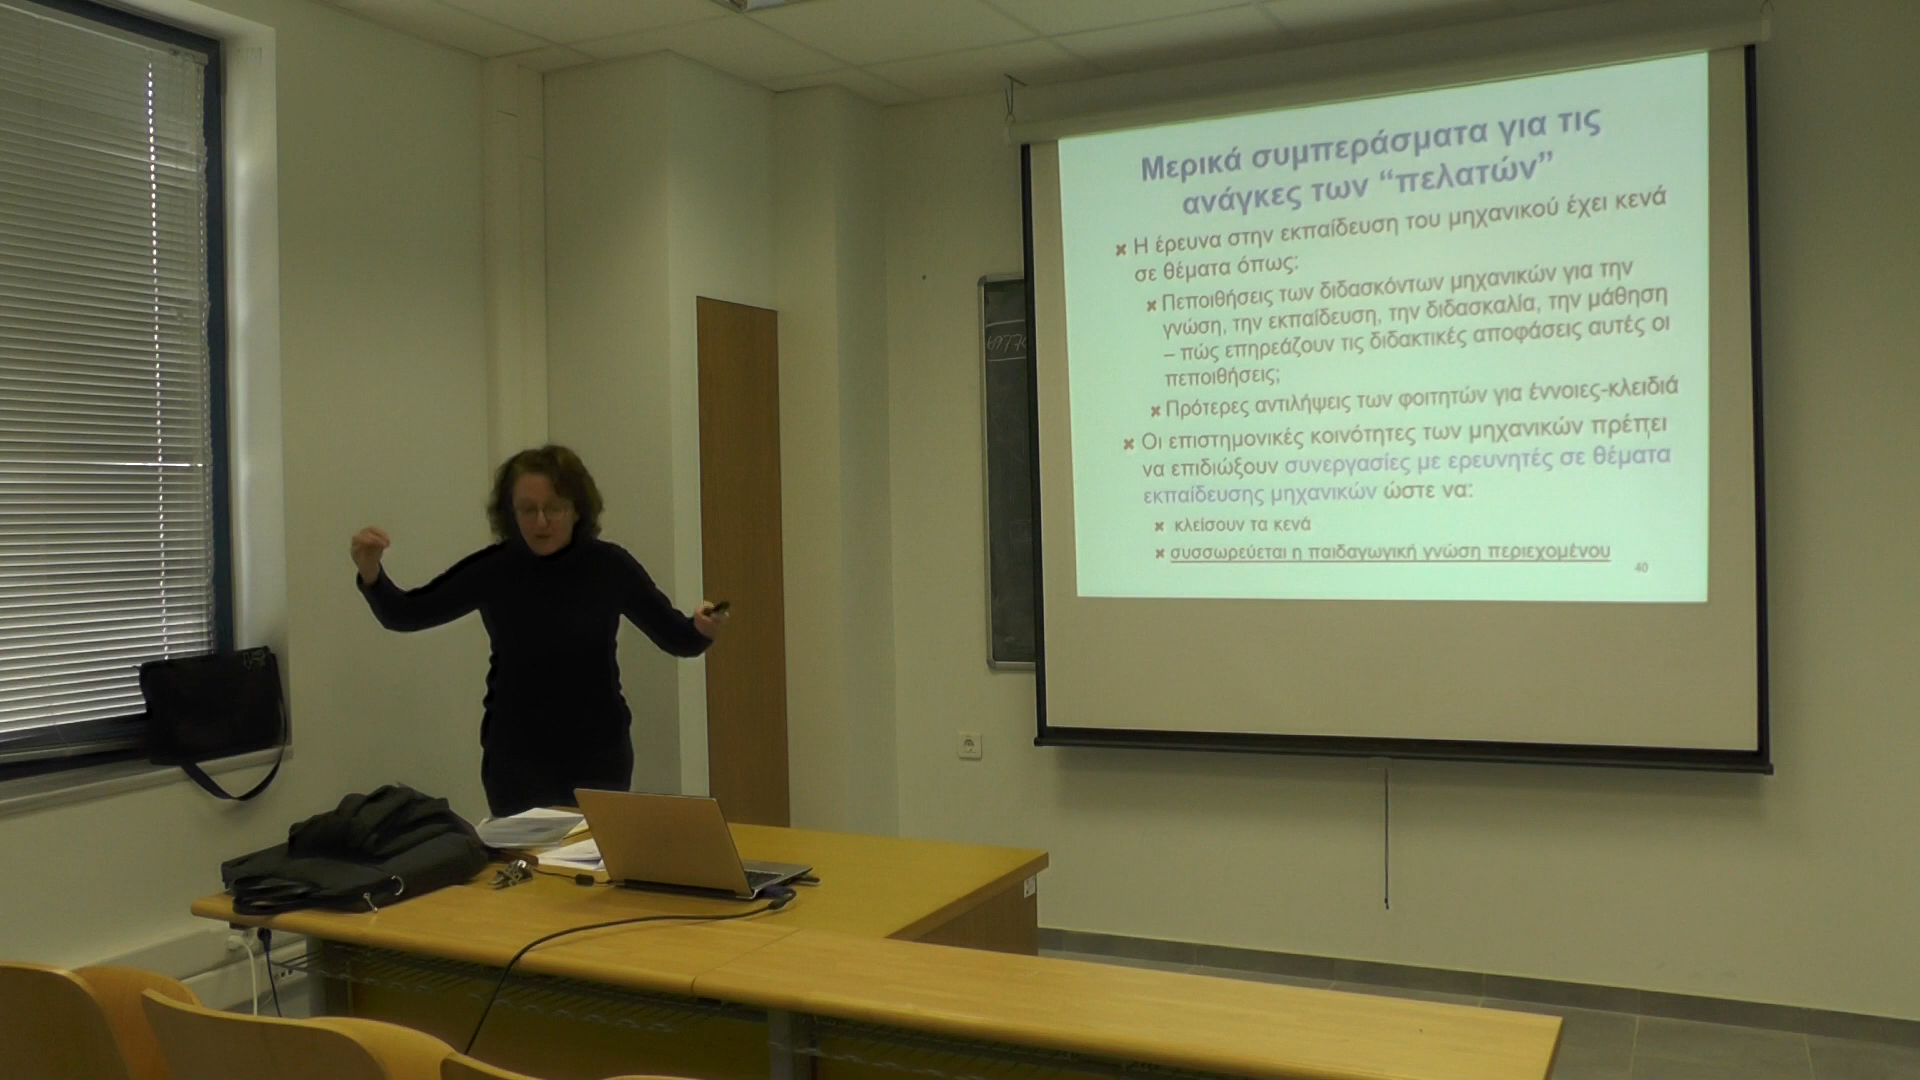 Μερικά συμπεράσματα για τις
ανάγκες των “πελατών”
Η έρευνα στην εκπαίδευση του μηχανικού έχει κενά
σε θέματα όπως:
Πεποιθήσεις των διδασκόντων μηχανικών για την
γνώση, την εκπαίδευση, την διδασκαλία, την μάθηση
– πώς επηρεάζουν τις διδακτικές αποφάσεις αυτές οι
πεποιθήσεις;
Πρότερες αντιλήψεις των φοιτητών για έννοιες-κλειδιά
Οι επιστημονικές κοινότητες των μηχανικών πρέπει
να επιδιώξουν συνεργασίες με ερευνητές σε θέματα
εκπαίδευσης μηχανικών ώστε να:
κλείσουν τα κενά
συσσωρεύεται η παιδαγωγική γνώση περιεχομένου
40